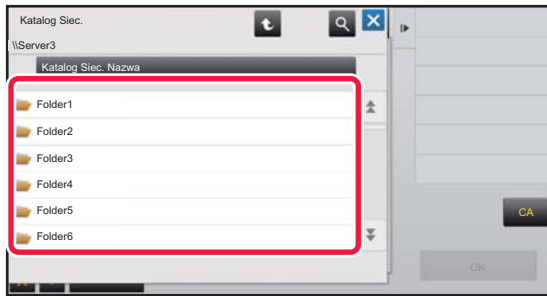 Katalog Siec.
\\Server3
Katalog Siec. Nazwa
Folder1
Folder2
Folder3
Folder4
Folder5
Folder6
CA
OK